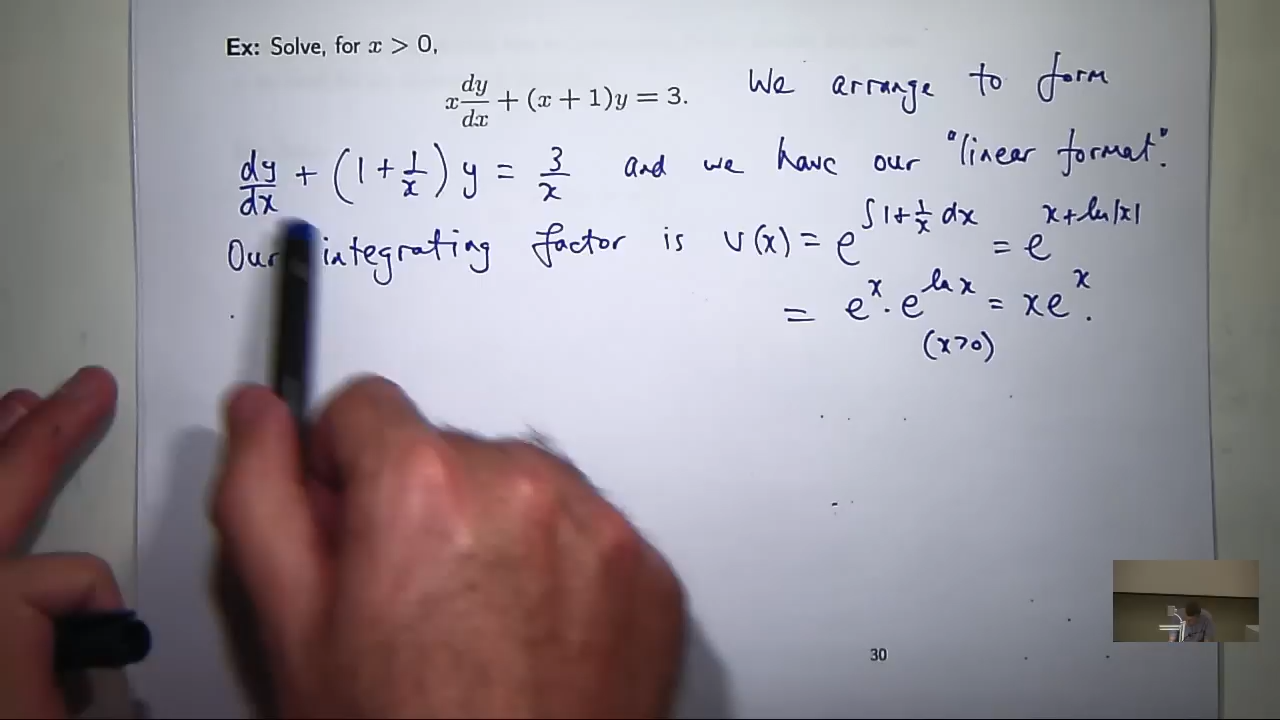 Ex: Solve, for x > 0,
x dy/dx + (x + 1)y = 3.
We arrange to form
dy/dx + (1 + 1/x) y = 3/x and we have our "linear format".
Our integrating factor is v(x) = e^{∫1+1/x dx} = e^{x+ln|x|}
= e^x · e^{ln x} = xe^x.
(x>0)
30